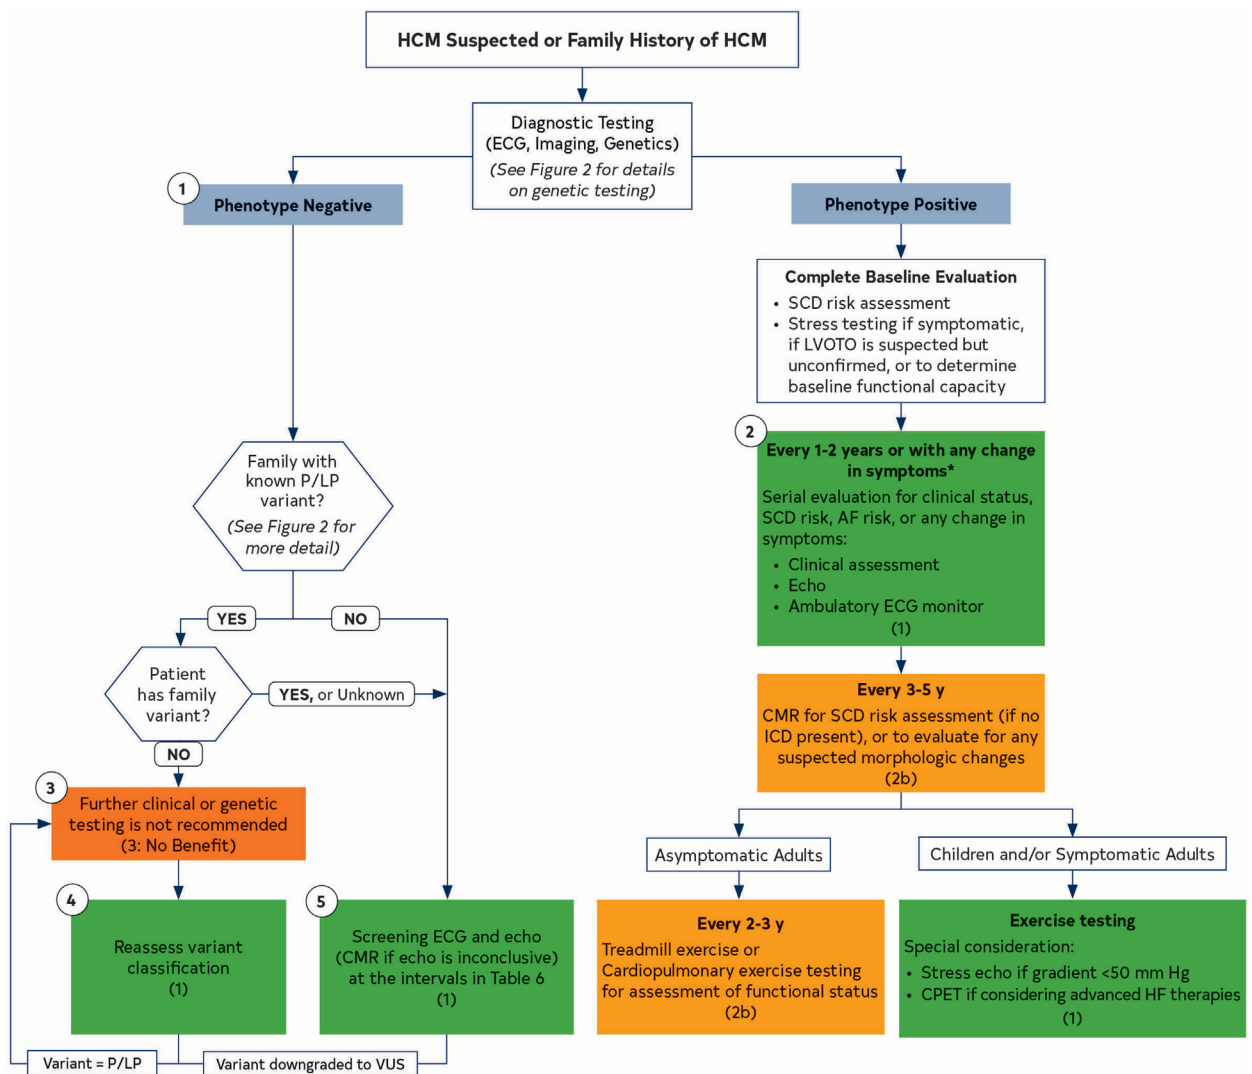 HCM Suspected or Family History of HCM
Diagnostic Testing
(ECG, Imaging, Genetics)
(See Figure 2 for details
on genetic testing)
1
Phenotype Negative
Phenotype Positive
Complete Baseline Evaluation
• SCD risk assessment
• Stress testing if symptomatic,
if LVOTO is suspected but
unconfirmed, or to determine
baseline functional capacity
Family with
known P/LP
variant?
(See Figure 2 for
more detail)
2
Every 1-2 years or with any change
in symptoms*
Serial evaluation for clinical status,
SCD risk, AF risk, or any change in
symptoms:
• Clinical assessment
• Echo
• Ambulatory ECG monitor
(1)
YES
NO
Patient
has family
variant?
YES, or Unknown
NO
Every 3-5 y
CMR for SCD risk assessment (if no
ICD present), or to evaluate for any
suspected morphologic changes
(2b)
3
Further clinical or genetic
testing is not recommended
(3: No Benefit)
Asymptomatic Adults
Children and/or Symptomatic Adults
4
Reassess variant
classification
(1)
5
Screening ECG and echo
(CMR if echo is inconclusive)
at the intervals in Table 6
(1)
Every 2-3 y
Treadmill exercise or
Cardiopulmonary exercise testing
for assessment of functional status
(2b)
Exercise testing
Special consideration:
• Stress echo if gradient <50 mm Hg
• CPET if considering advanced HF therapies
(1)
Variant = P/LP
Variant downgraded to VUS